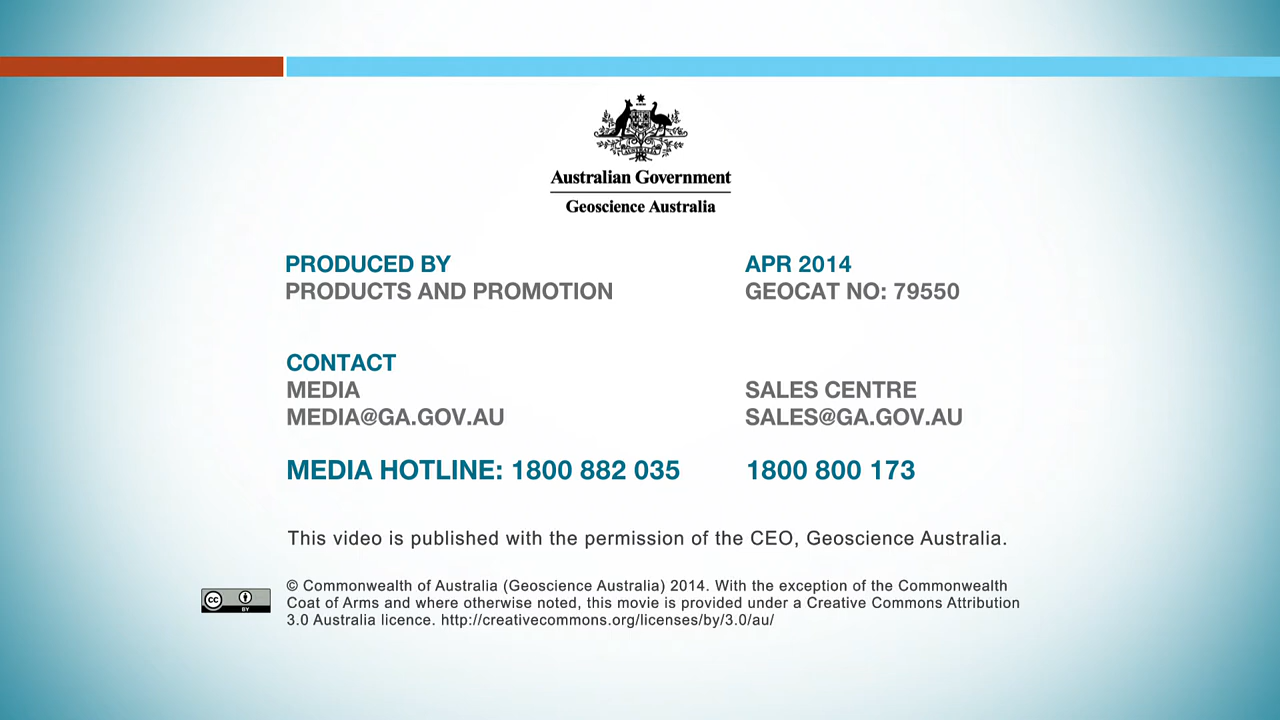 Australian Government
Geoscience Australia
PRODUCED BY
PRODUCTS AND PROMOTION
APR 2014
GEOCAT NO: 79550
CONTACT
MEDIA
MEDIA@GA.GOV.AU
SALES CENTRE
SALES@GA.GOV.AU
MEDIA HOTLINE: 1800 882 035
1800 800 173
This video is published with the permission of the CEO, Geoscience Australia.
cc
BY
© Commonwealth of Australia (Geoscience Australia) 2014. With the exception of the Commonwealth
Coat of Arms and where otherwise noted, this movie is provided under a Creative Commons Attribution
3.0 Australia licence. http://creativecommons.org/licenses/by/3.0/au/